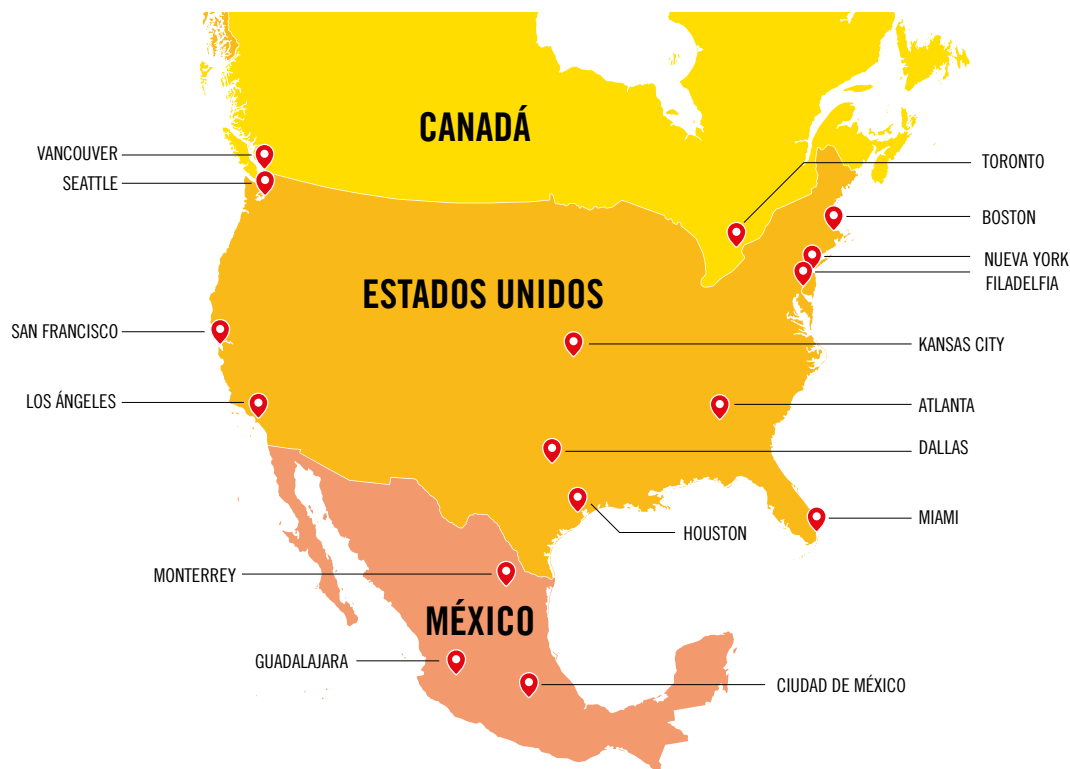 CANADÁ
VANCOUVER
TORONTO
SEATTLE
BOSTON
NUEVA YORK
FILADELFIA
ESTADOS UNIDOS
SAN FRANCISCO
KANSAS CITY
LOS ÁNGELES
ATLANTA
DALLAS
MIAMI
HOUSTON
MONTERREY
MÉXICO
GUADALAJARA
CIUDAD DE MÉXICO